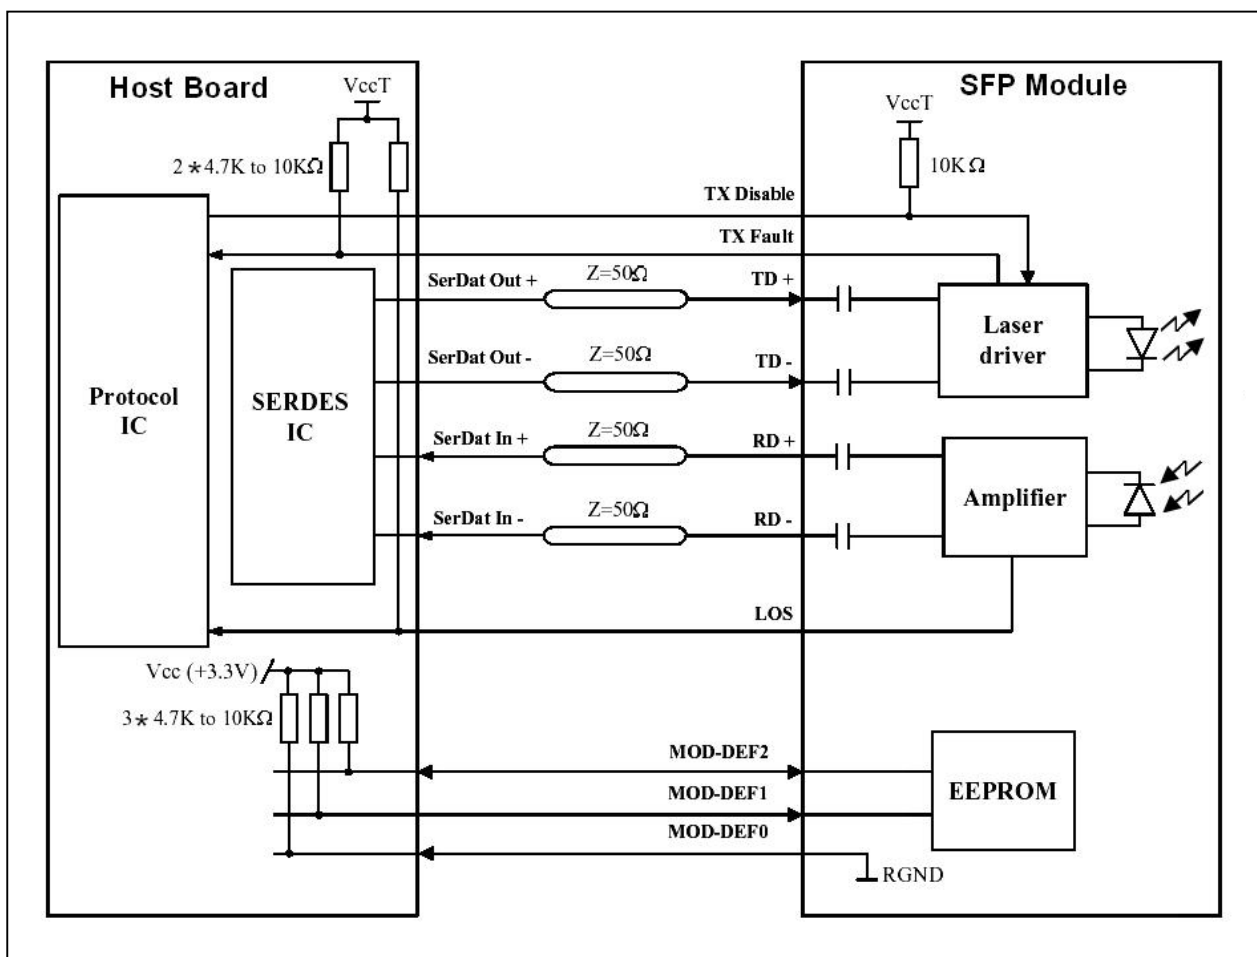 Host Board
SFP Module
VccT
VccT
2*4.7K to 10KΩ
10KΩ
TX Disable
TX Fault
SerDat Out +
Z=50Ω
TD +
Laser
driver
SerDat Out -
Z=50Ω
TD -
Protocol
IC
SERDES
IC
SerDat In +
Z=50Ω
RD +
Amplifier
SerDat In -
Z=50Ω
RD -
LOS
Vcc (+3.3V)
3*4.7K to 10KΩ
MOD-DEF2
MOD-DEF1
EEPROM
MOD-DEF0
RGND